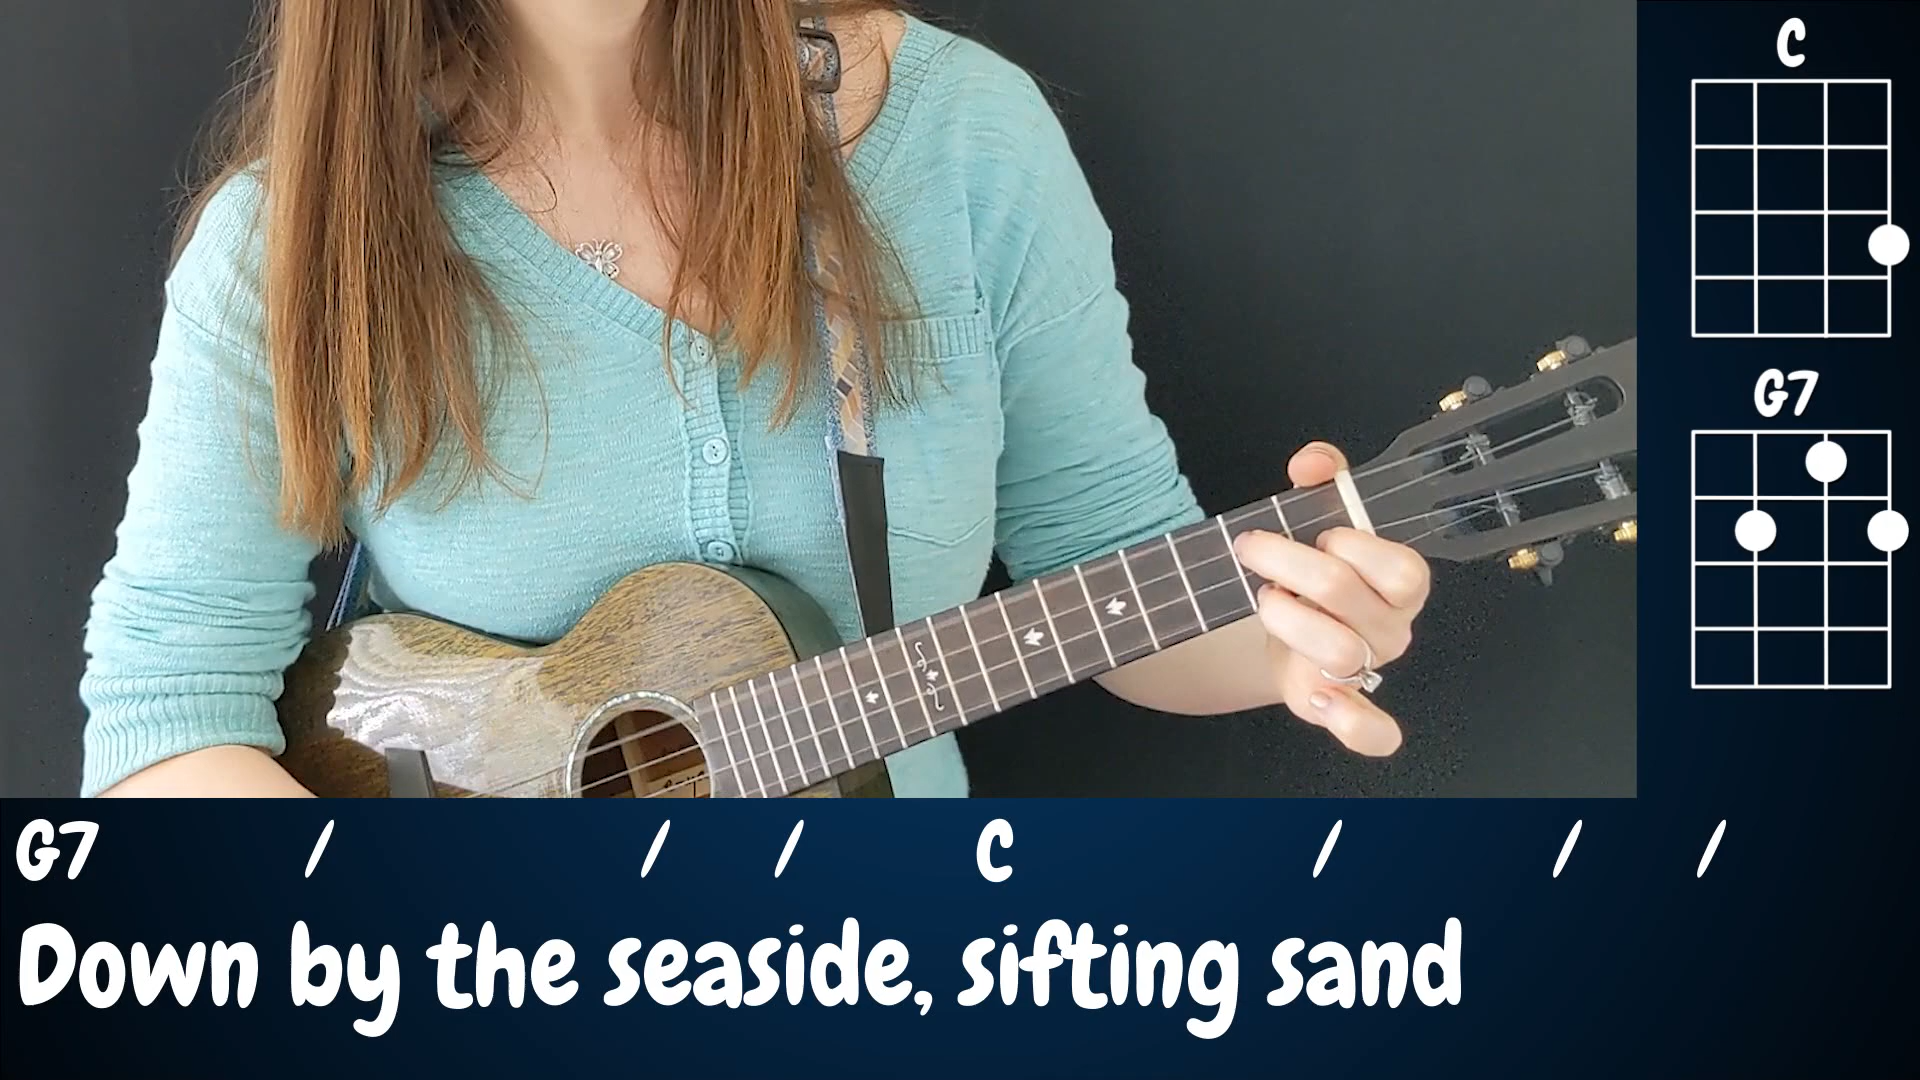 C
G7
G7 / / / C / / /
Down by the seaside, sifting sand